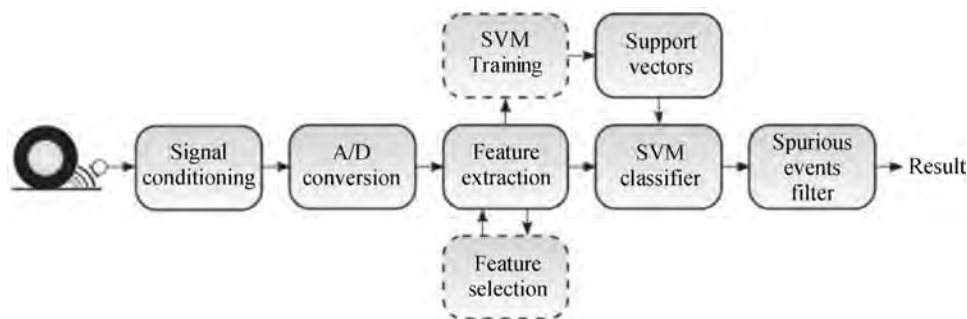 SVM
Training
Support
vectors
Signal
conditioning
A/D
conversion
Feature
extraction
SVM
classifier
Spurious
events
filter
Result
Feature
selection